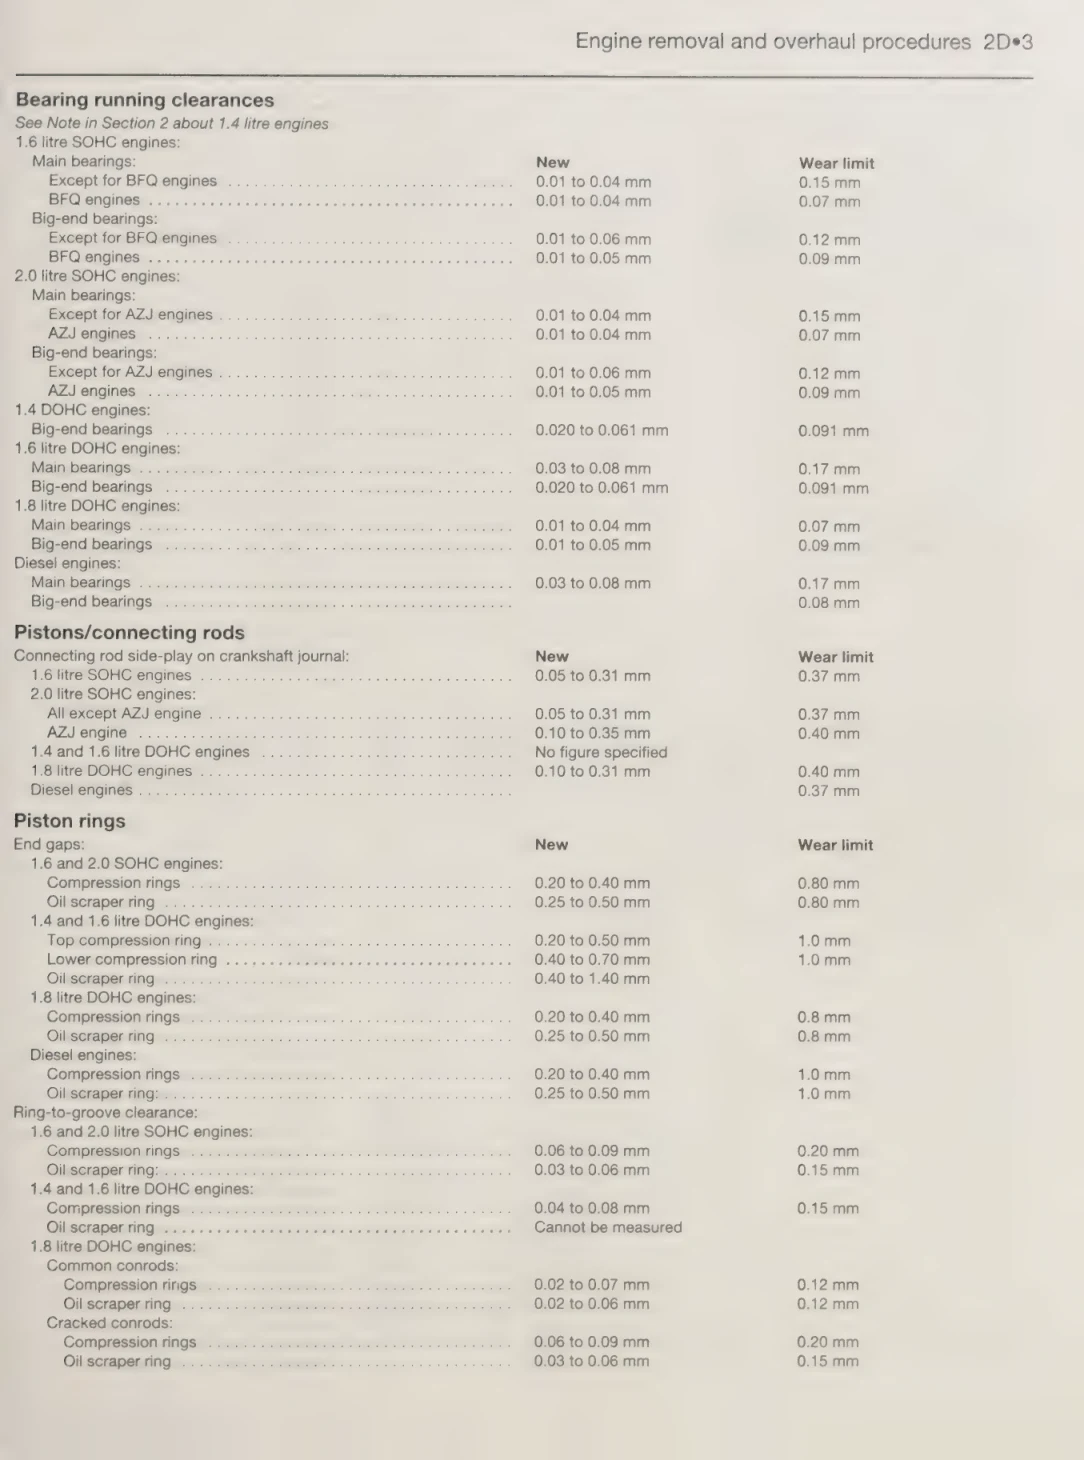 Engine removal and overhaul procedures 2D•3
Bearing running clearances
See Note in Section 2 about 1.4 litre engines
1.6 litre SOHC engines:
Main bearings: New Wear limit
Except for BFQ engines 0.01 to 0.04 mm 0.15 mm
BFQ engines 0.01 to 0.04 mm 0.07 mm
Big-end bearings:
Except for BFQ engines 0.01 to 0.06 mm 0.12 mm
BFQ engines 0.01 to 0.05 mm 0.09 mm
2.0 litre SOHC engines:
Main bearings:
Except for AZJ engines 0.01 to 0.04 mm 0.15 mm
AZJ engines 0.01 to 0.04 mm 0.07 mm
Big-end bearings:
Except for AZJ engines 0.01 to 0.06 mm 0.12 mm
AZJ engines 0.01 to 0.05 mm 0.09 mm
1.4 DOHC engines:
Big-end bearings 0.020 to 0.061 mm 0.091 mm
1.6 litre DOHC engines:
Main bearings 0.03 to 0.08 mm 0.17 mm
Big-end bearings 0.020 to 0.061 mm 0.091 mm
1.8 litre DOHC engines:
Main bearings 0.01 to 0.04 mm 0.07 mm
Big-end bearings 0.01 to 0.05 mm 0.09 mm
Diesel engines:
Main bearings 0.03 to 0.08 mm 0.17 mm
Big-end bearings 0.08 mm
Pistons/connecting rods
Connecting rod side-play on crankshaft journal: New Wear limit
1.6 litre SOHC engines 0.05 to 0.31 mm 0.37 mm
2.0 litre SOHC engines:
All except AZJ engine 0.05 to 0.31 mm 0.37 mm
AZJ engine 0.10 to 0.35 mm 0.40 mm
1.4 and 1.6 litre DOHC engines No figure specified
1.8 litre DOHC engines 0.10 to 0.31 mm 0.40 mm
Diesel engines 0.37 mm
Piston rings
End gaps: New Wear limit
1.6 and 2.0 SOHC engines:
Compression rings 0.20 to 0.40 mm 0.80 mm
Oil scraper ring 0.25 to 0.50 mm 0.80 mm
1.4 and 1.6 litre DOHC engines:
Top compression ring 0.20 to 0.50 mm 1.0 mm
Lower compression ring 0.40 to 0.70 mm 1.0 mm
Oil scraper ring 0.40 to 1.40 mm
1.8 litre DOHC engines:
Compression rings 0.20 to 0.40 mm 0.8 mm
Oil scraper ring 0.25 to 0.50 mm 0.8 mm
Diesel engines:
Compression rings 0.20 to 0.40 mm 1.0 mm
Oil scraper ring: 0.25 to 0.50 mm 1.0 mm
Ring-to-groove clearance:
1.6 and 2.0 litre SOHC engines:
Compression rings 0.06 to 0.09 mm 0.20 mm
Oil scraper ring: 0.03 to 0.06 mm 0.15 mm
1.4 and 1.6 litre DOHC engines:
Compression rings 0.04 to 0.08 mm 0.15 mm
Oil scraper ring Cannot be measured
1.8 litre DOHC engines:
Common conrods:
Compression rings 0.02 to 0.07 mm 0.12 mm
Oil scraper ring 0.02 to 0.06 mm 0.12 mm
Cracked conrods:
Compression rings 0.06 to 0.09 mm 0.20 mm
Oil scraper ring 0.03 to 0.06 mm 0.15 mm